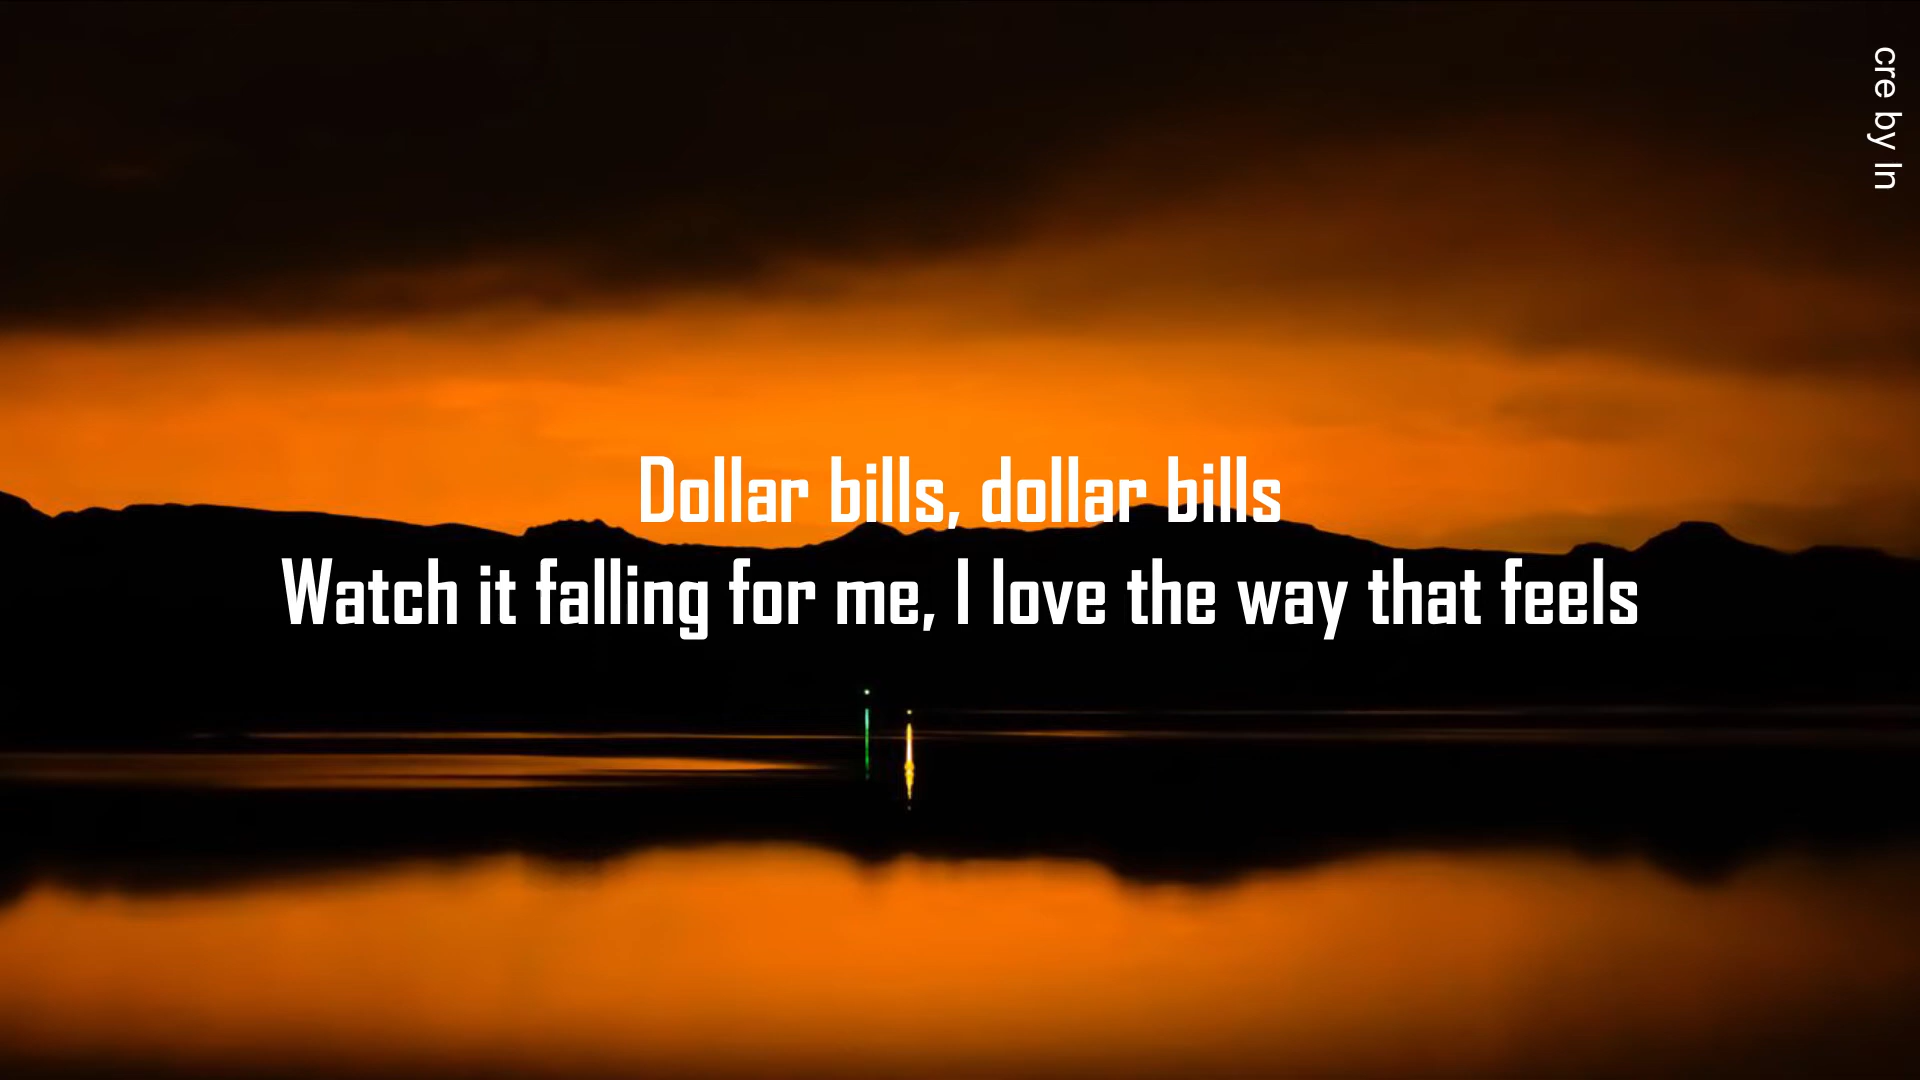 Dollar bills, dollar bills
Watch it falling for me, I love the way that feels
cre by In